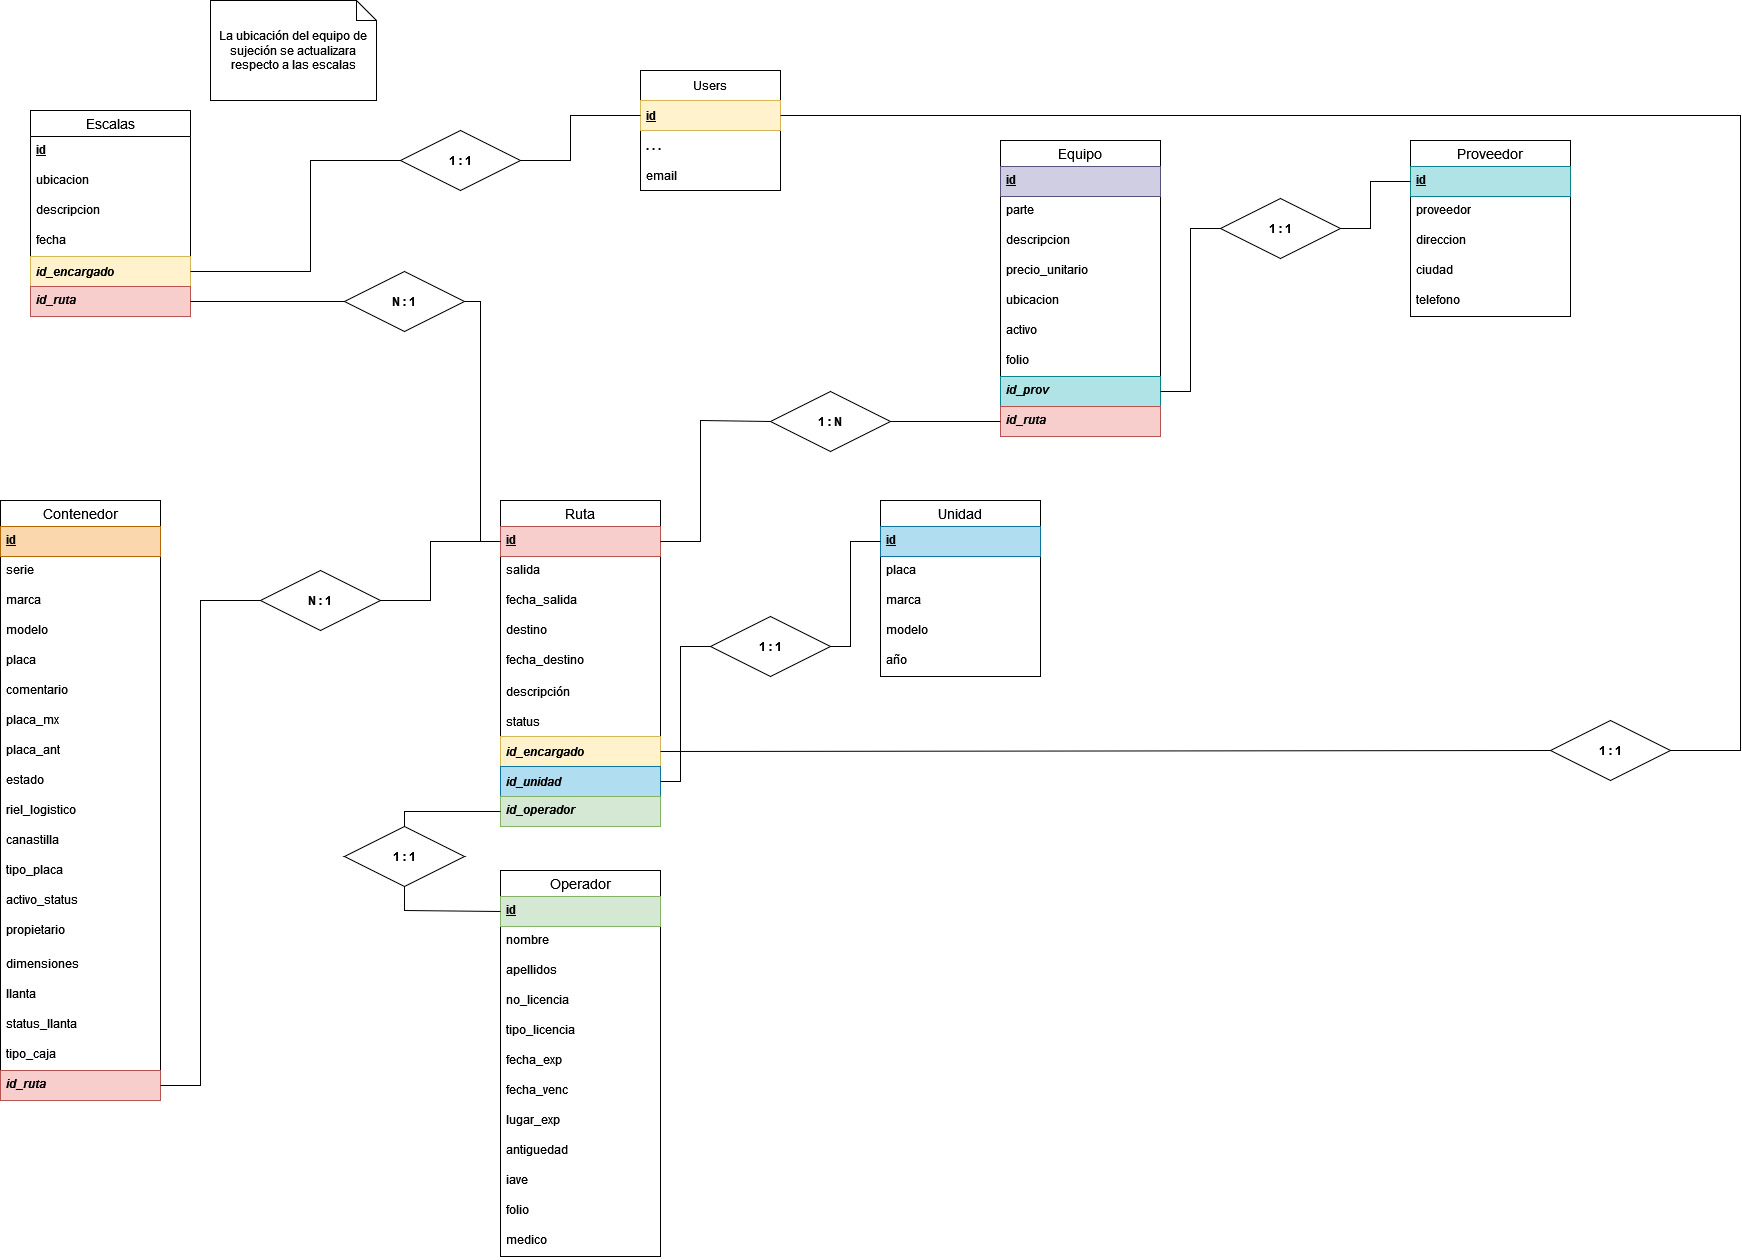 La ubicación del equipo de
sujeción se actualizara
respecto a las escalas
Escalas
id
ubicacion
descripcion
fecha
id_encargado
id_ruta
1:1
N:1
Users
id
...
email
Equipo
id
parte
descripcion
precio_unitario
ubicacion
activo
folio
id_prov
id_ruta
1:1
Proveedor
id
proveedor
direccion
ciudad
telefono
1:N
Contenedor
id
serie
marca
modelo
placa
comentario
placa_mx
placa_ant
estado
riel_logistico
canastilla
tipo_placa
activo_status
propietario
dimensiones
llanta
status_llanta
tipo_caja
id_ruta
N:1
Ruta
id
salida
fecha_salida
destino
fecha_destino
descripción
status
id_encargado
id_unidad
id_operador
1:1
Unidad
id
placa
marca
modelo
año
1:1
1:1
Operador
id
nombre
apellidos
no_licencia
tipo_licencia
fecha_exp
fecha_venc
lugar_exp
antiguedad
iave
folio
medico